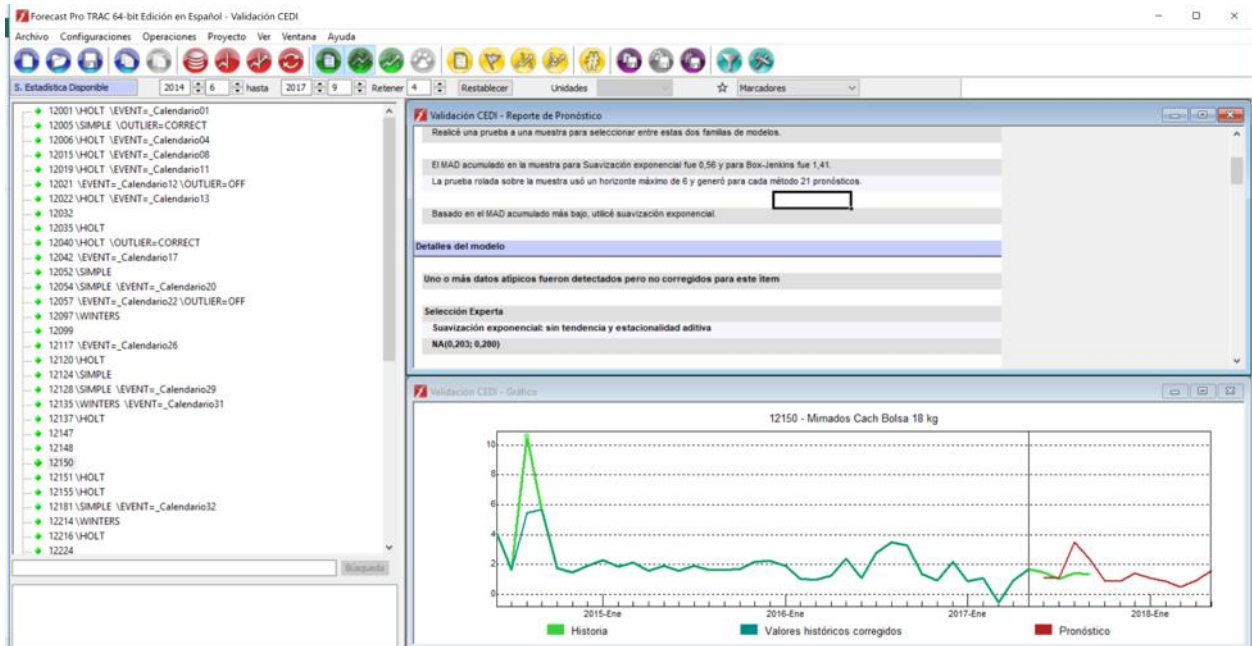 Forecast Pro TRAC 64-bit Edición en Español - Validación CEDI
Archivo Configuraciones Operaciones Proyecto Ver Ventana Ayuda
S. Estadística Disponible 2014 6 hasta 2017 9 Retener 4 Restablecer Unidades Marcadores
12001 \HOLT \EVENT=_Calendario01
12005 \SIMPLE \OUTLIER=CORRECT
12006 \HOLT \EVENT=_Calendario04
12015 \HOLT \EVENT=_Calendario08
12019 \HOLT \EVENT=_Calendario11
12021 \EVENT=_Calendario12 \OUTLIER=OFF
12022 \HOLT \EVENT=_Calendario13
12032
12035 \HOLT
12040 \HOLT \OUTLIER=CORRECT
12042 \EVENT=_Calendario17
12052 \SIMPLE
12054 \SIMPLE \EVENT=_Calendario20
12057 \EVENT=_Calendario22 \OUTLIER=OFF
12097 \WINTERS
12099
12117 \EVENT=_Calendario26
12120 \HOLT
12124 \SIMPLE
12128 \SIMPLE \EVENT=_Calendario29
12135 \WINTERS \EVENT=_Calendario31
12137 \HOLT
12147
12148
12150
12151 \HOLT
12155 \HOLT
12181 \SIMPLE \EVENT=_Calendario32
12214 \WINTERS
12216 \HOLT
12224
Búsqueda
Validación CEDI - Reporte de Pronóstico
Realicé una prueba a una muestra para seleccionar entre estas dos familias de modelos.
El MAD acumulado en la muestra para Suavización exponencial fue 0,56 y para Box-Jenkins fue 1,41.
La prueba rolada sobre la muestra usó un horizonte máximo de 6 y generó para cada método 21 pronósticos.
Basado en el MAD acumulado más bajo, utilicé suavización exponencial.
Detalles del modelo
Uno o más datos atípicos fueron detectados pero no corregidos para este ítem
Selección Experta
Suavización exponencial: sin tendencia y estacionalidad aditiva
NA(0,203; 0,280)
Validación CEDI - Gráfico
12150 - Mimados Cach Bolsa 18 kg
10
8
6
4
2
0
2015-Ene 2016-Ene 2017-Ene 2018-Ene
Historia Valores históricos corregidos Pronóstico